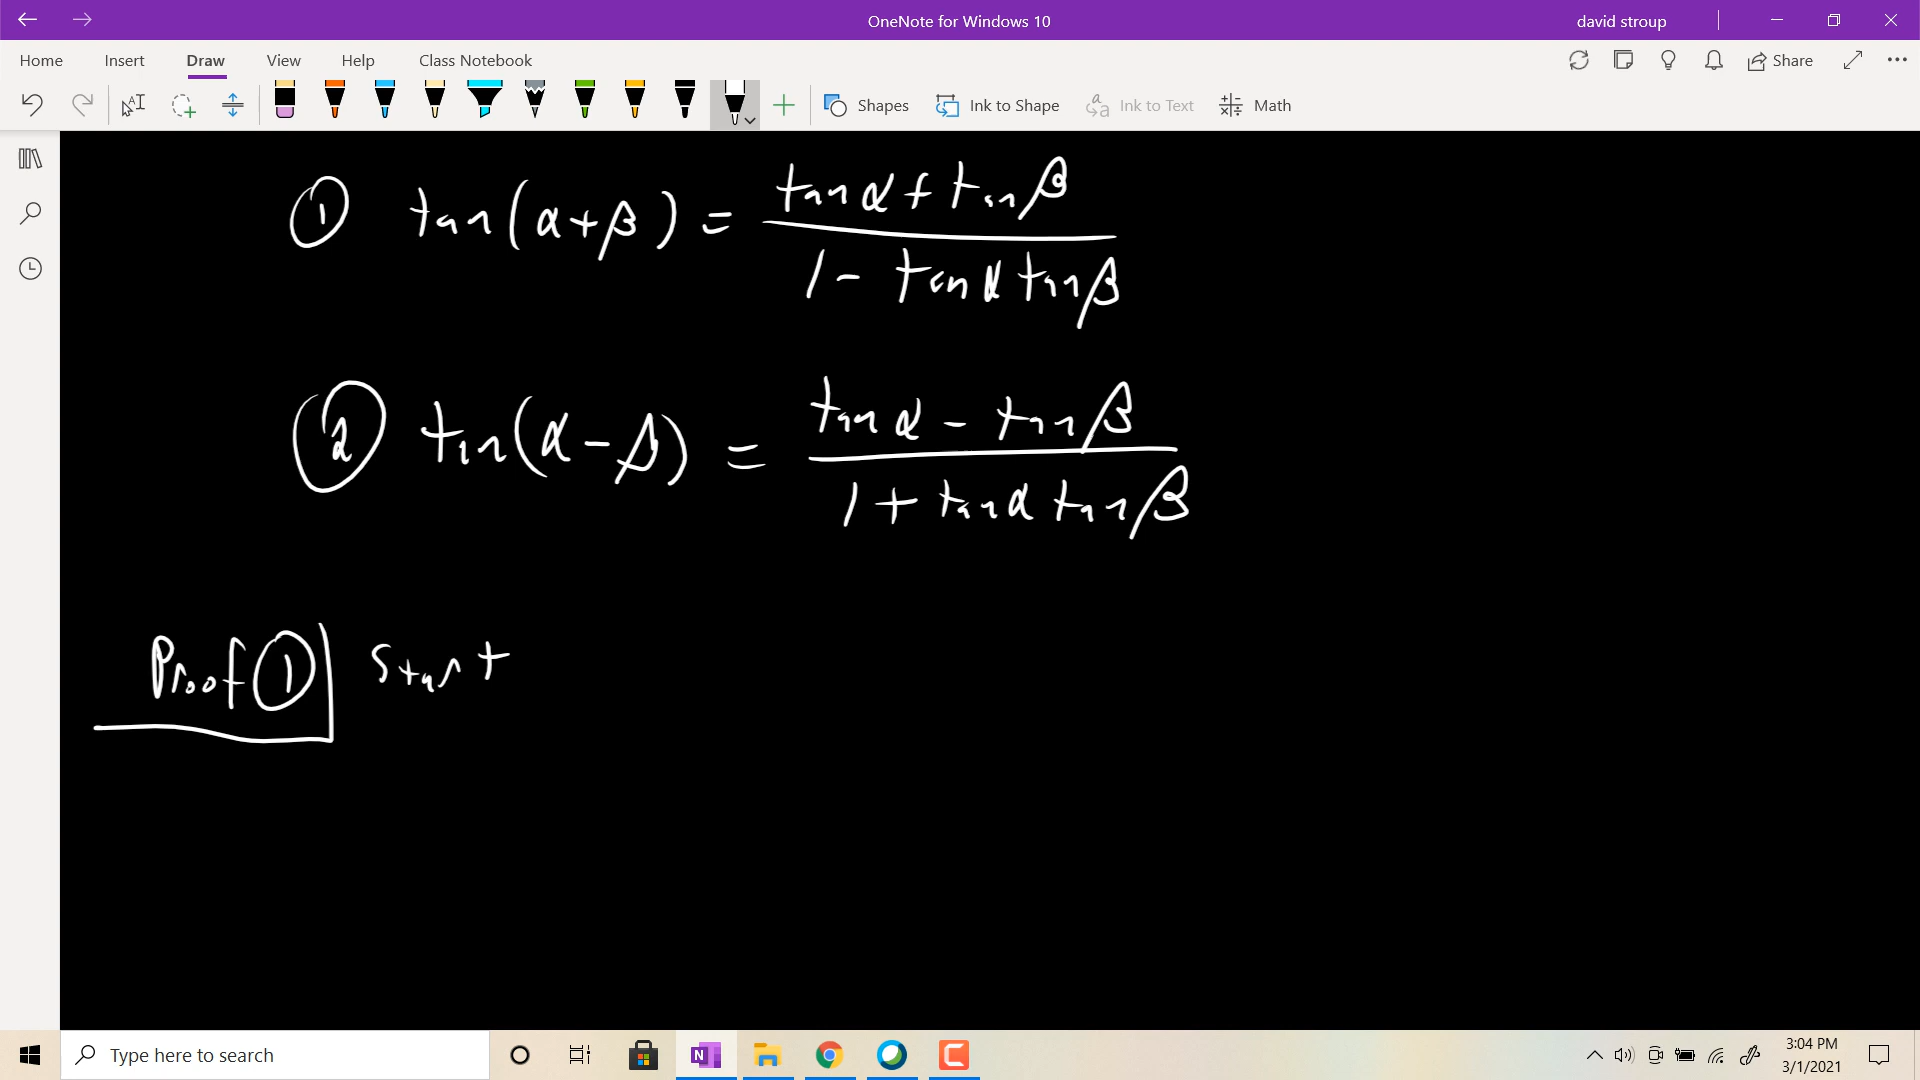 OneNote for Windows 10
david stroup
Home Insert Draw View Help Class Notebook
Share
Shapes Ink to Shape Ink to Text Math
① tan(α+β) = tanα + tanβ
1 - tanα tanβ
② tan(α-β) = tanα - tanβ
1 + tanα tanβ
Proof ① Start
Type here to search
3:04 PM
3/1/2021